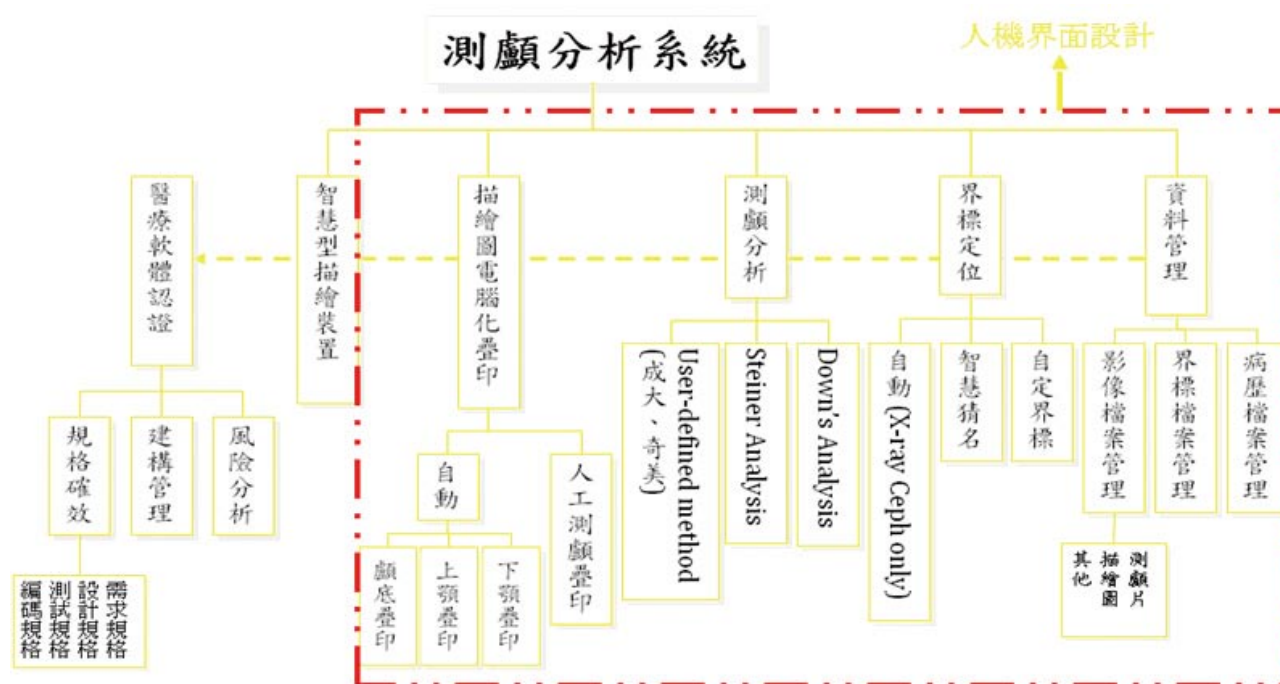 測顱分析系統
人機界面設計
醫療軟體認證
智慧型描繪裝置
描繪圖電腦化疊印
測顱分析
界標定位
資料管理
規格確效
建構管理
風險分析
自動
人工測顱疊印
User-defined method
(成大、奇美)
Steiner Analysis
Down's Analysis
自動 (X-ray Ceph only)
智慧猜名
自定界標
影像檔案管理
界標檔案管理
病歷檔案管理
需求規格
設計規格
測試規格
編碼規格
顱底疊印
上顎疊印
下顎疊印
測顱片
描繪圖
其他